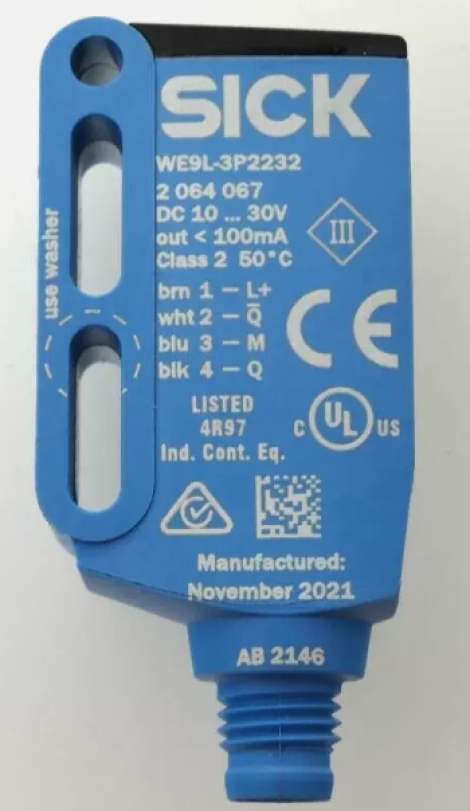 SICK
WE9L-3P2232
2 064 067
DC 10 ... 30V
out < 100mA
Class 2 50°C
III
use washer
brn 1 – L+
wht 2 – Q̅
blu 3 – M
blk 4 – Q
CE
LISTED
4R97
Ind. Cont. Eq.
C UL US
Manufactured:
November 2021
AB 2146